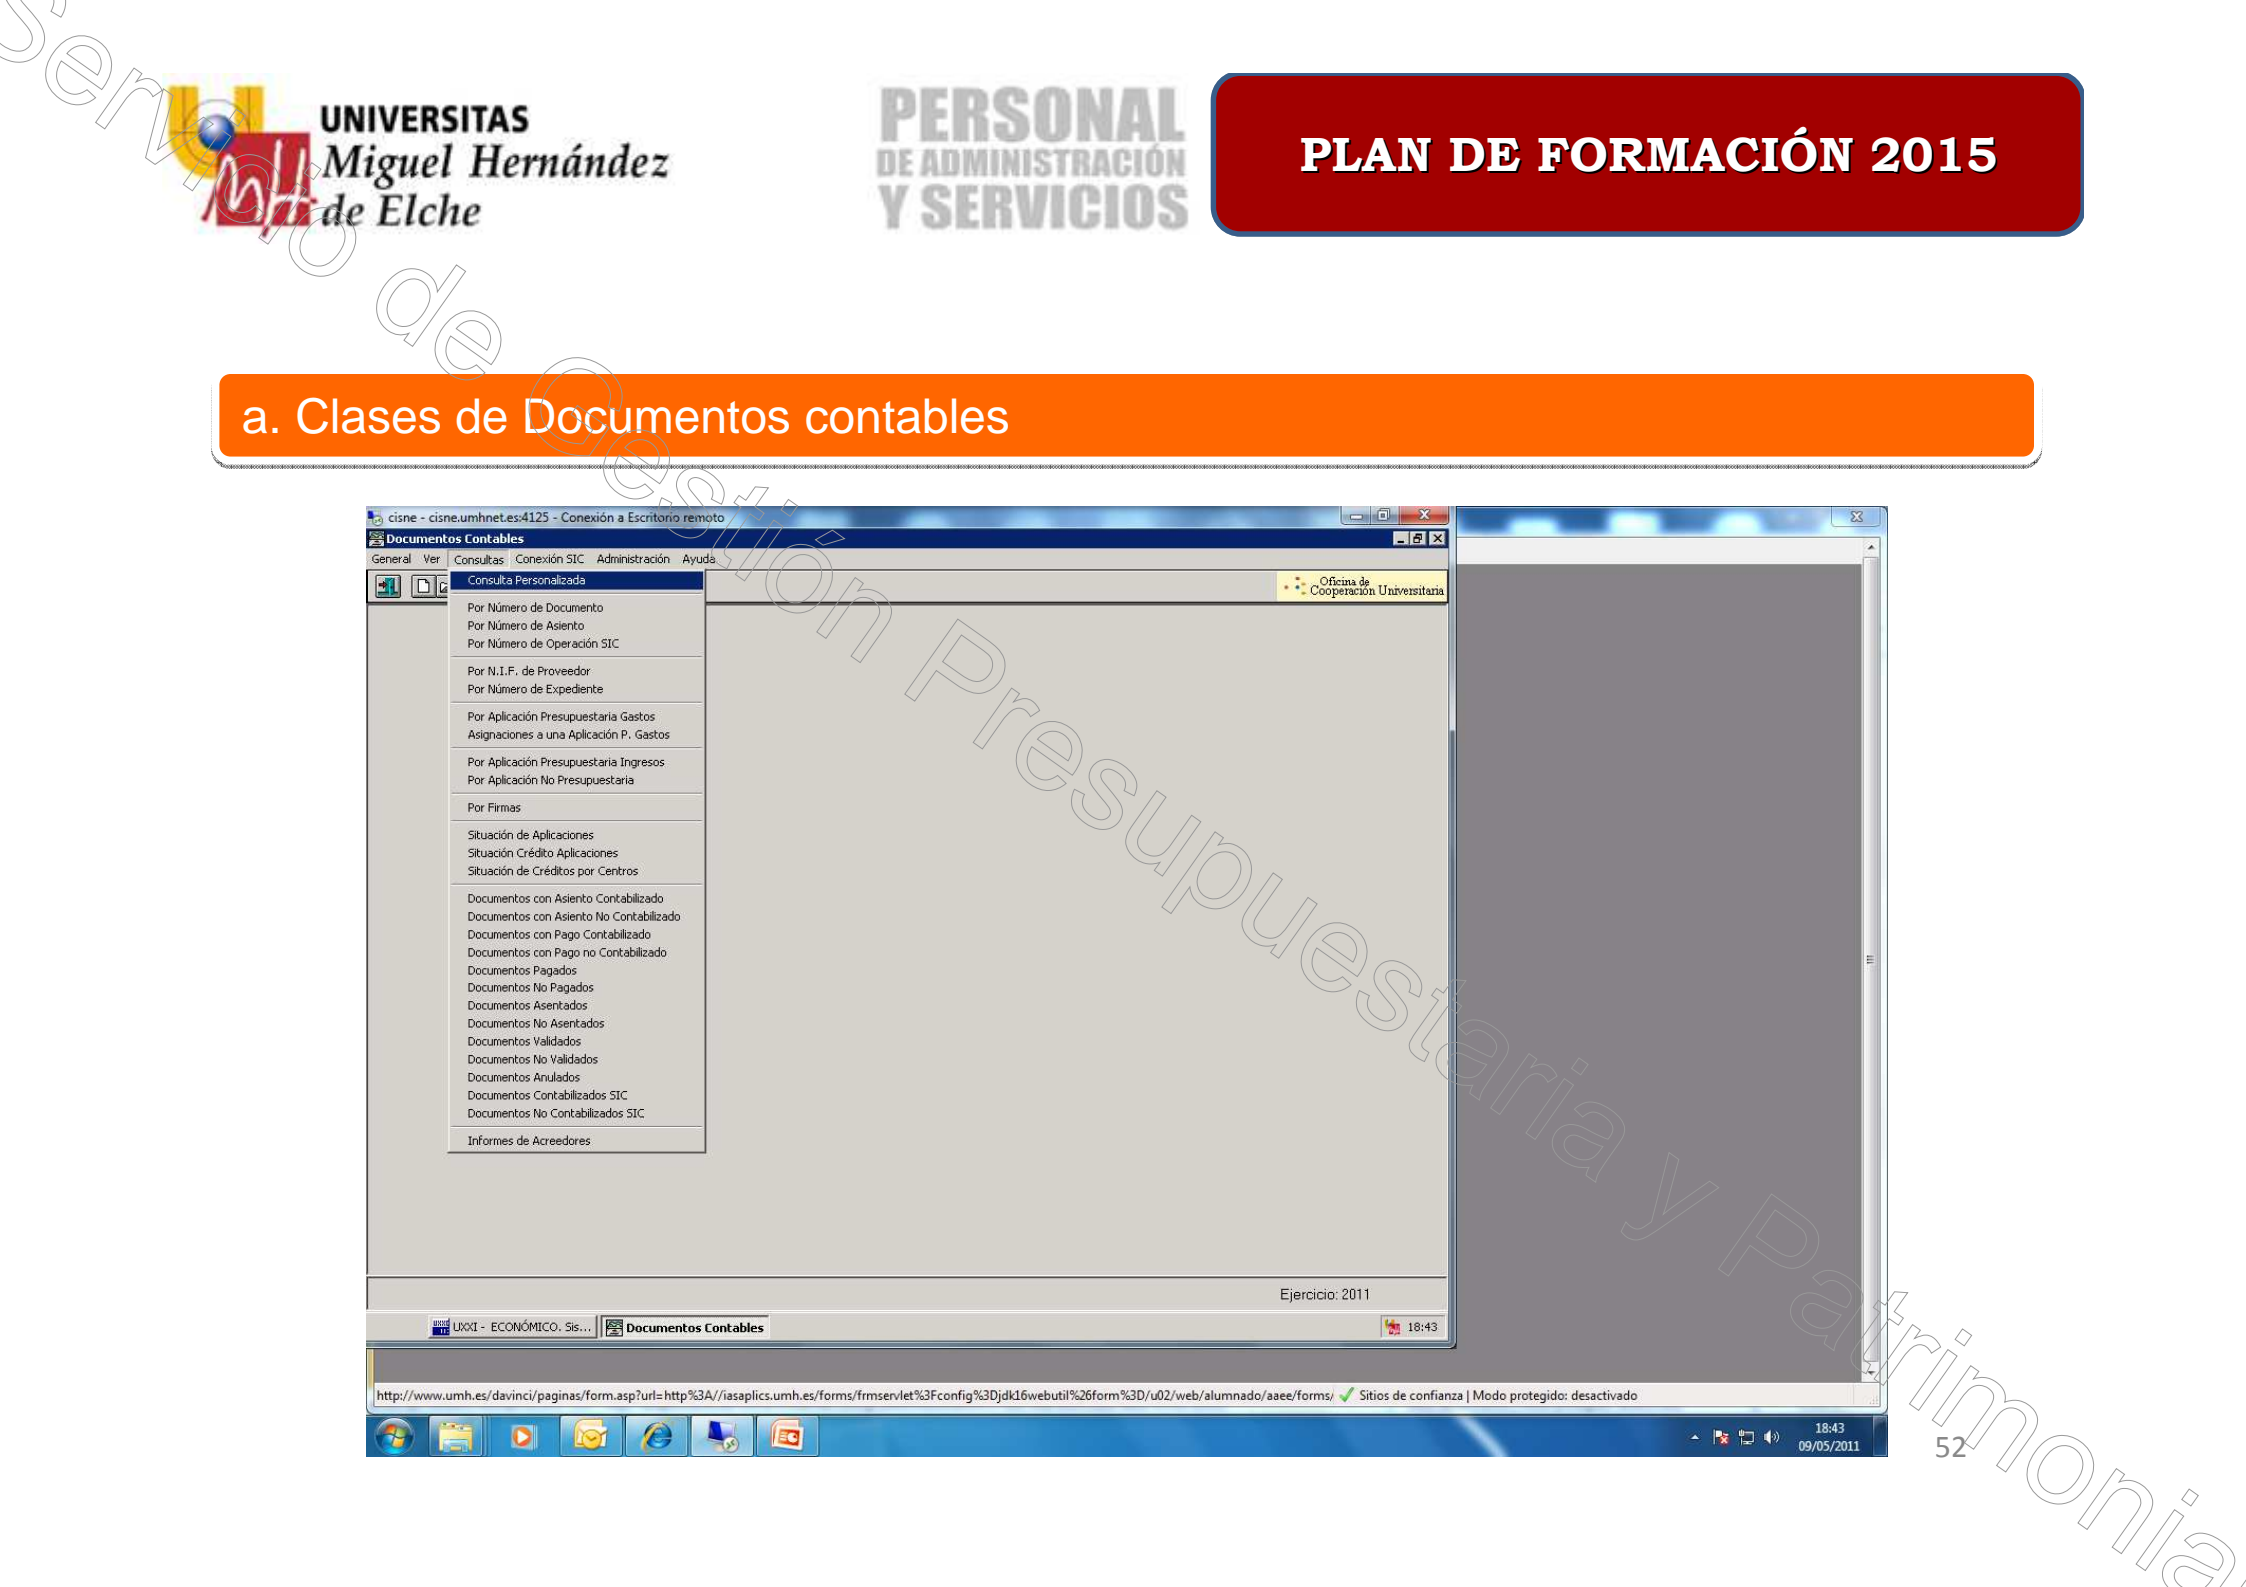 UNIVERSITAS
Miguel Hernández
de Elche
PERSONAL
DE ADMINISTRACIÓN
Y SERVICIOS
PLAN DE FORMACIÓN 2015
a. Clases de Documentos contables
cisne - cisne.umhnet.es:4125 - Conexión a Escritorio remoto
Documentos Contables
General Ver Consultas Conexión SIC Administración Ayuda
Oficina de
Cooperación Universitaria
Consulta Personalizada
Por Número de Documento
Por Número de Asiento
Por Número de Operación SIC
Por N.I.F. de Proveedor
Por Número de Expediente
Por Aplicación Presupuestaria Gastos
Asignaciones a una Aplicación P. Gastos
Por Aplicación Presupuestaria Ingresos
Por Aplicación No Presupuestaria
Por Firmas
Situación de Aplicaciones
Situación Crédito Aplicaciones
Situación de Créditos por Centros
Documentos con Asiento Contabilizado
Documentos con Asiento No Contabilizado
Documentos con Pago Contabilizado
Documentos con Pago no Contabilizado
Documentos Pagados
Documentos No Pagados
Documentos Asentados
Documentos No Asentados
Documentos Validados
Documentos No Validados
Documentos Anulados
Documentos Contabilizados SIC
Documentos No Contabilizados SIC
Informes de Acreedores
Ejercicio: 2011
UXXI - ECONÓMICO. Sis...
Documentos Contables
18:43
http://www.umh.es/davinci/paginas/form.asp?url=http%3A//iasaplics.umh.es/forms/frmservlet%3Fconfig%3Djdk16webutil%26form%3D/u02/web/alumnado/aaee/forms/
Sitios de confianza | Modo protegido: desactivado
18:43
09/05/2011
52
Servicio de Gestión Presupuestaria y Patrimonia